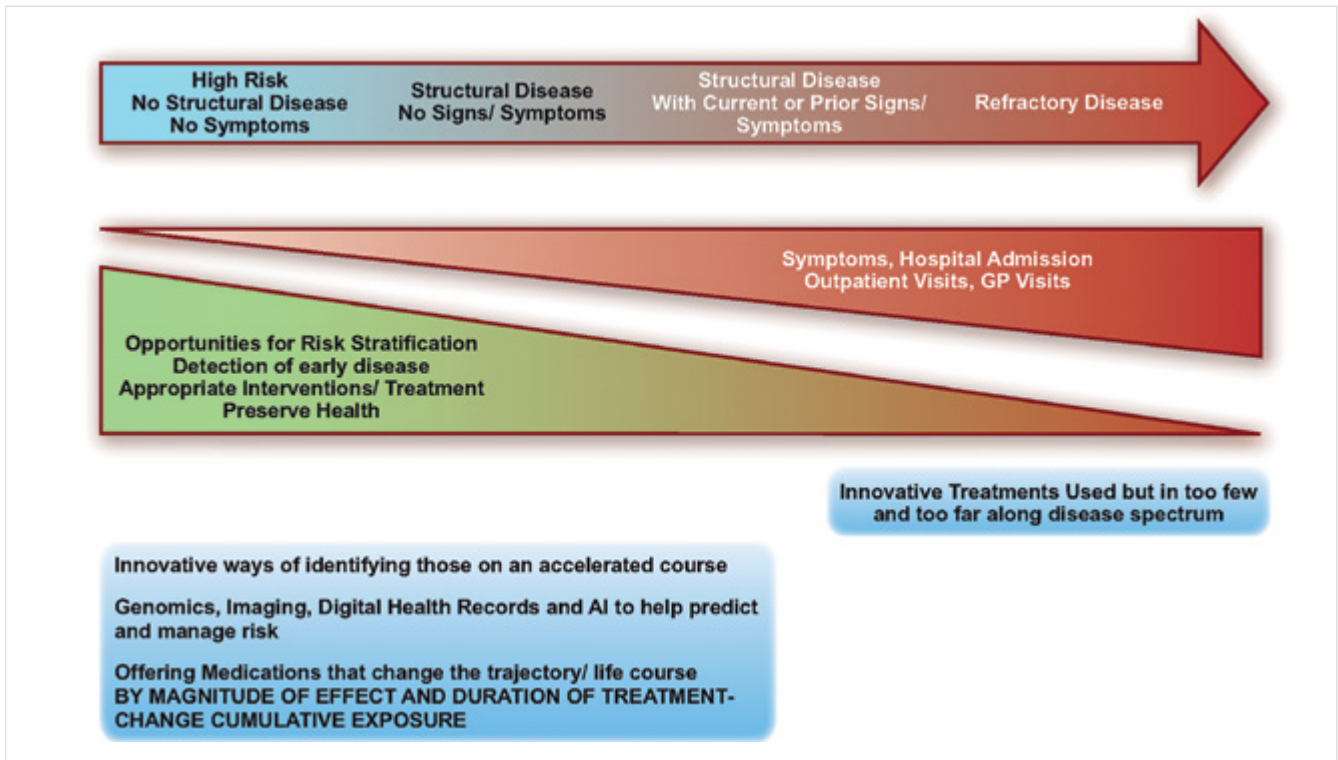 High Risk
No Structural Disease
No Symptoms
Structural Disease
No Signs/ Symptoms
Structural Disease
With Current or Prior Signs/
Symptoms
Refractory Disease
Symptoms, Hospital Admission
Outpatient Visits, GP Visits
Opportunities for Risk Stratification
Detection of early disease
Appropriate Interventions/ Treatment
Preserve Health
Innovative Treatments Used but in too few
and too far along disease spectrum
Innovative ways of identifying those on an accelerated course
Genomics, Imaging, Digital Health Records and AI to help predict
and manage risk
Offering Medications that change the trajectory/ life course
BY MAGNITUDE OF EFFECT AND DURATION OF TREATMENT-
CHANGE CUMULATIVE EXPOSURE